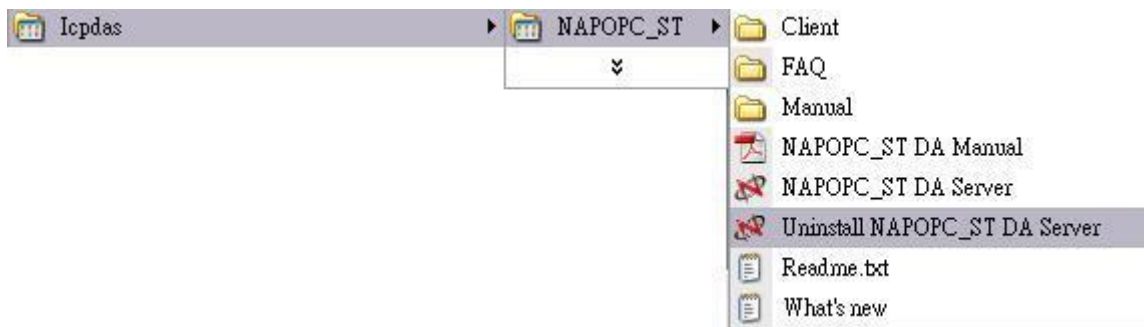 Icpdas
NAPOPC_ST
Client
FAQ
Manual
NAPOPC_ST DA Manual
NAPOPC_ST DA Server
Uninstall NAPOPC_ST DA Server
Readme.txt
What's new